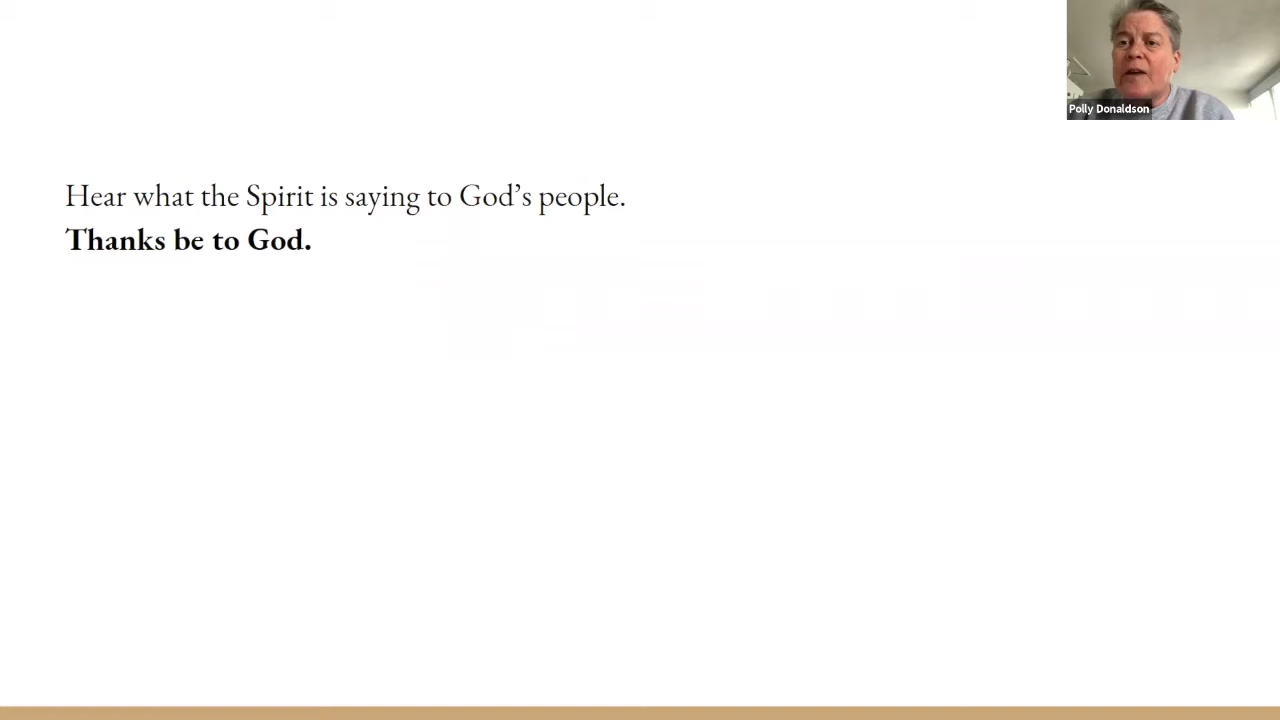 Polly Donaldson
Hear what the Spirit is saying to God’s people.
Thanks be to God.